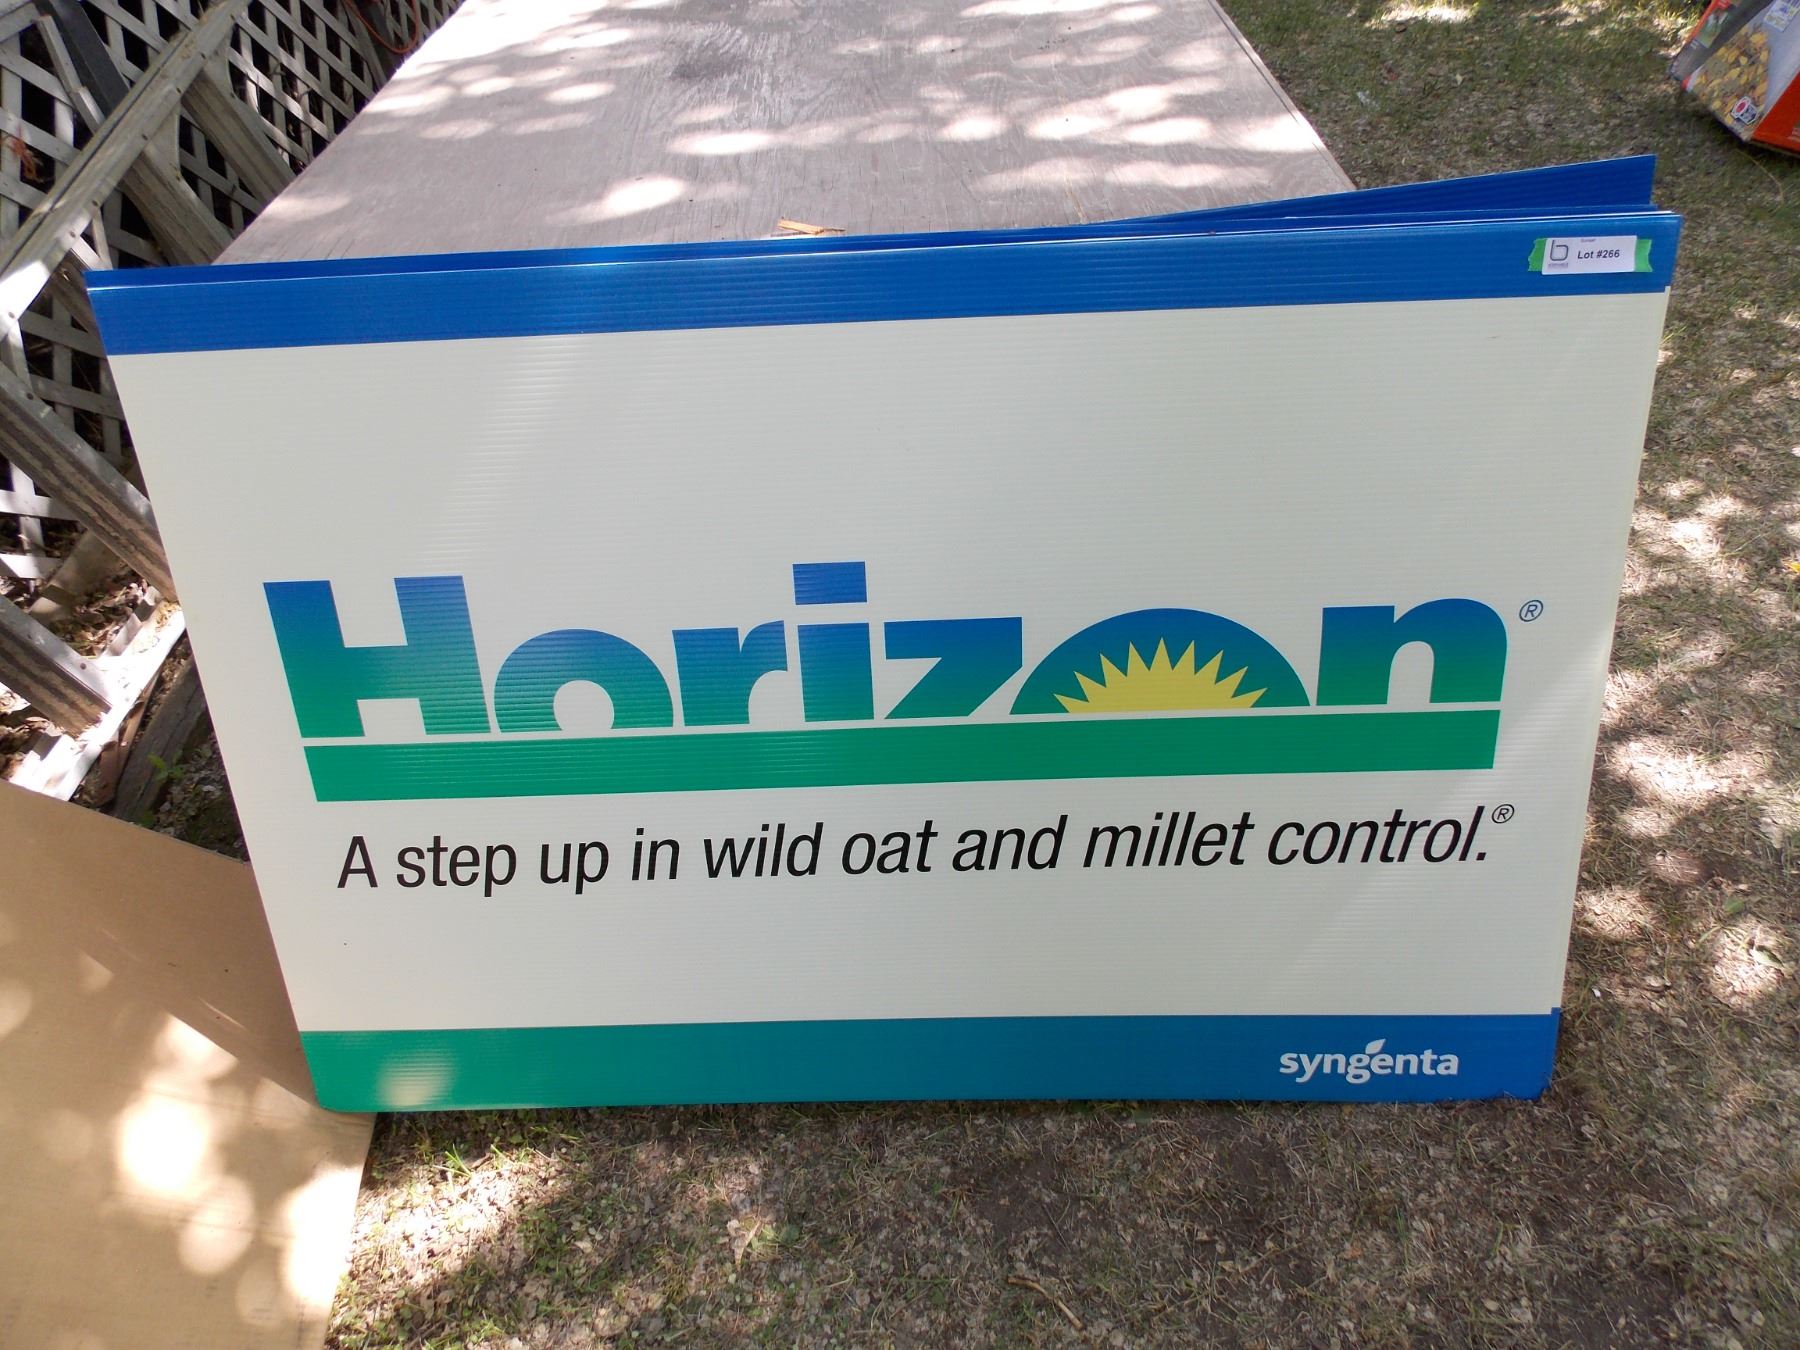 Lot #266
Horizon®
A step up in wild oat and millet control.®
syngenta